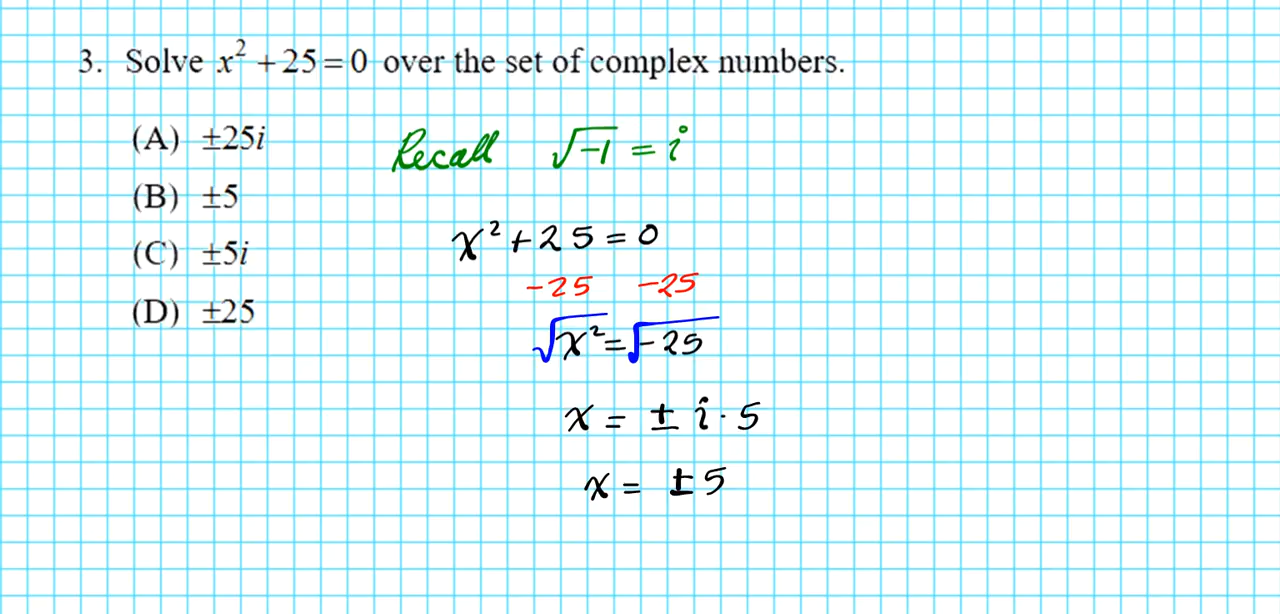 3. Solve x² + 25 = 0 over the set of complex numbers.
(A) ±25i
(B) ±5
(C) ±5i
(D) ±25
Recall √-1 = i
x² + 25 = 0
-25 -25
√x² = √-25
x = ± i · 5
x = ±5